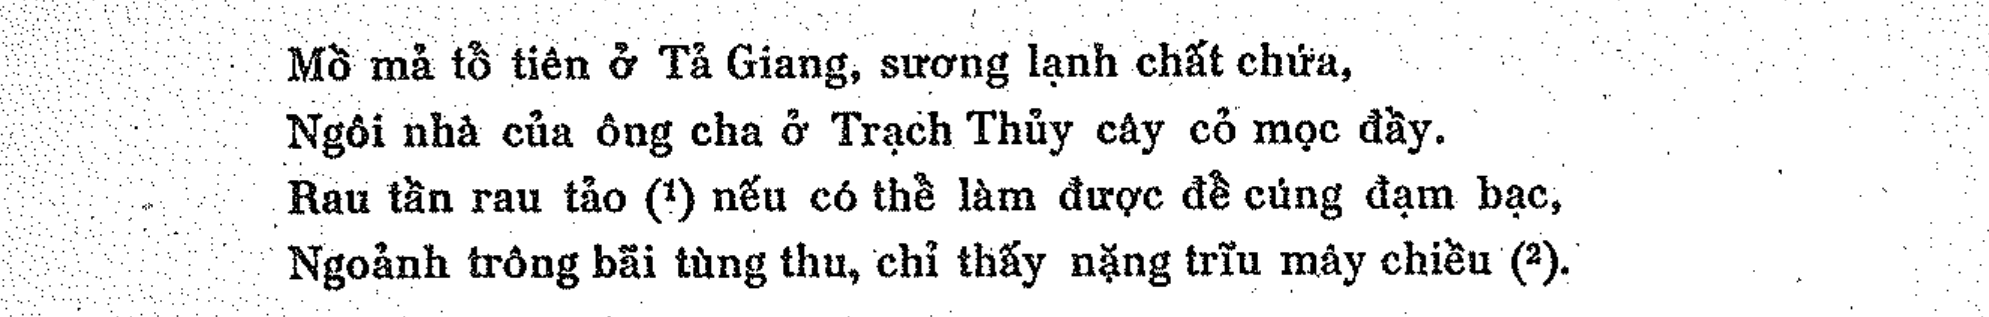 Mồ mả tổ tiên ở Tả Giang, sương lạnh chất chứa,
Ngôi nhà của ông cha ở Trạch Thủy cây cỏ mọc đầy.
Rau tần rau tảo (¹) nếu có thể làm được để cúng đạm bạc,
Ngoảnh trông bãi tùng thu, chỉ thấy nặng trĩu mây chiều (²).